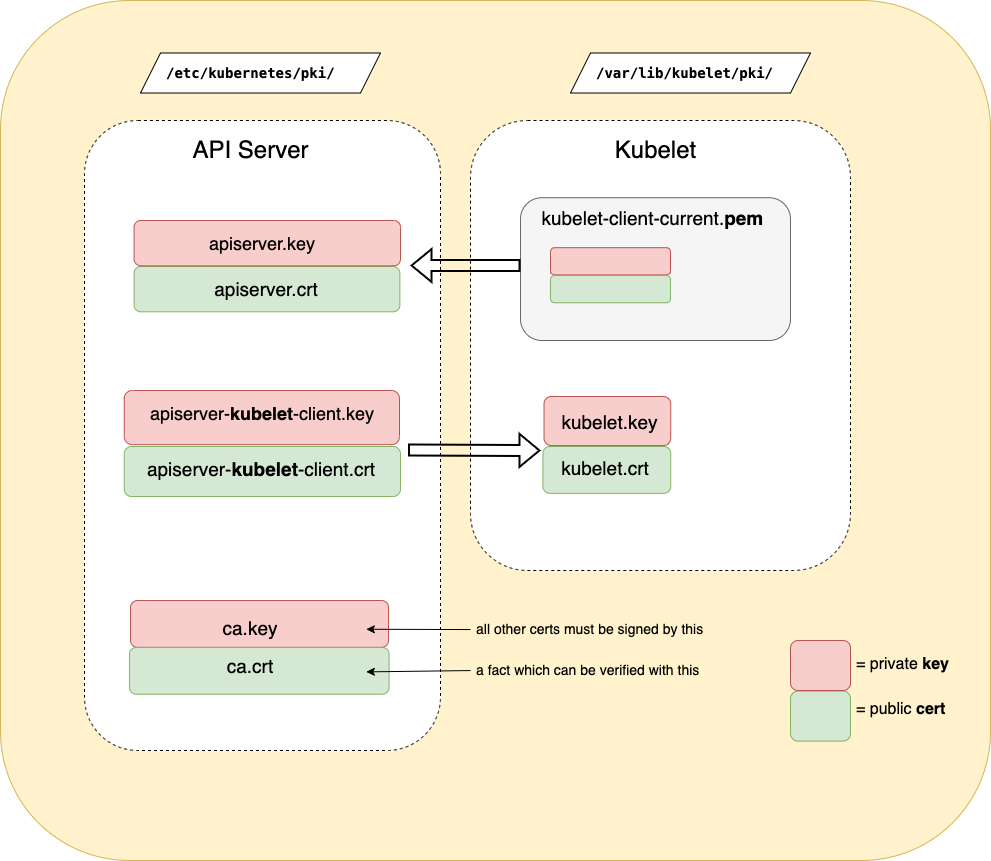 /etc/kubernetes/pki/
/var/lib/kubelet/pki/
API Server
Kubelet
apiserver.key
apiserver.crt
kubelet-client-current.pem
apiserver-kubelet-client.key
apiserver-kubelet-client.crt
kubelet.key
kubelet.crt
ca.key
ca.crt
all other certs must be signed by this
a fact which can be verified with this
= private key
= public cert